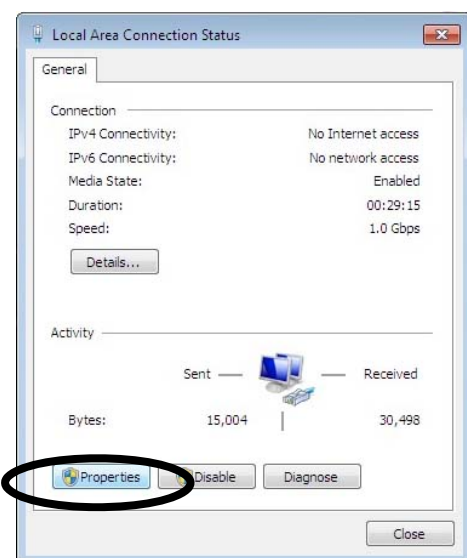 Local Area Connection Status
General
Connection
IPv4 Connectivity: No Internet access
IPv6 Connectivity: No network access
Media State: Enabled
Duration: 00:29:15
Speed: 1.0 Gbps
Details...
Activity
Sent Received
Bytes: 15,004 30,498
Properties Disable Diagnose
Close